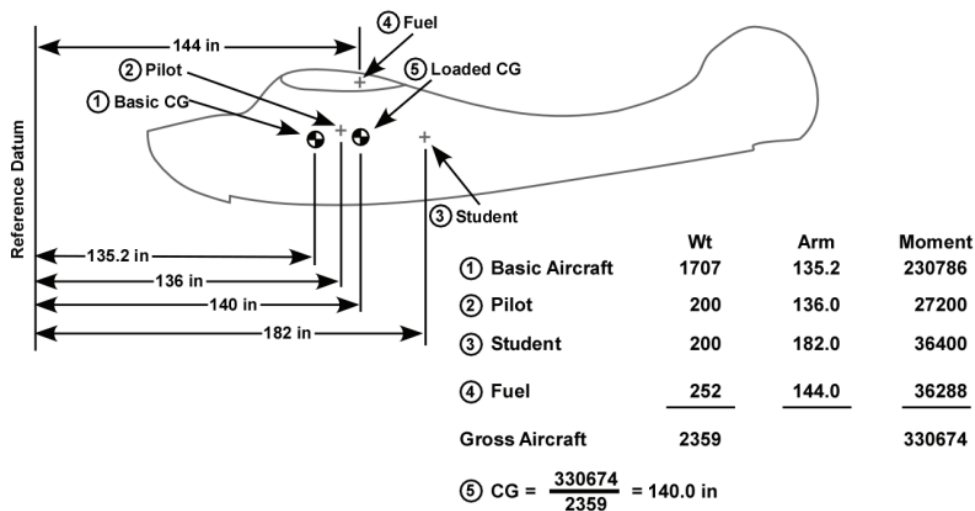 ④ Fuel
144 in
② Pilot
⑤ Loaded CG
① Basic CG
Reference Datum
③ Student
135.2 in
136 in
140 in
182 in
Wt Arm Moment
① Basic Aircraft 1707 135.2 230786
② Pilot 200 136.0 27200
③ Student 200 182.0 36400
④ Fuel 252 144.0 36288
Gross Aircraft 2359 330674
⑤ CG = 330674 / 2359 = 140.0 in